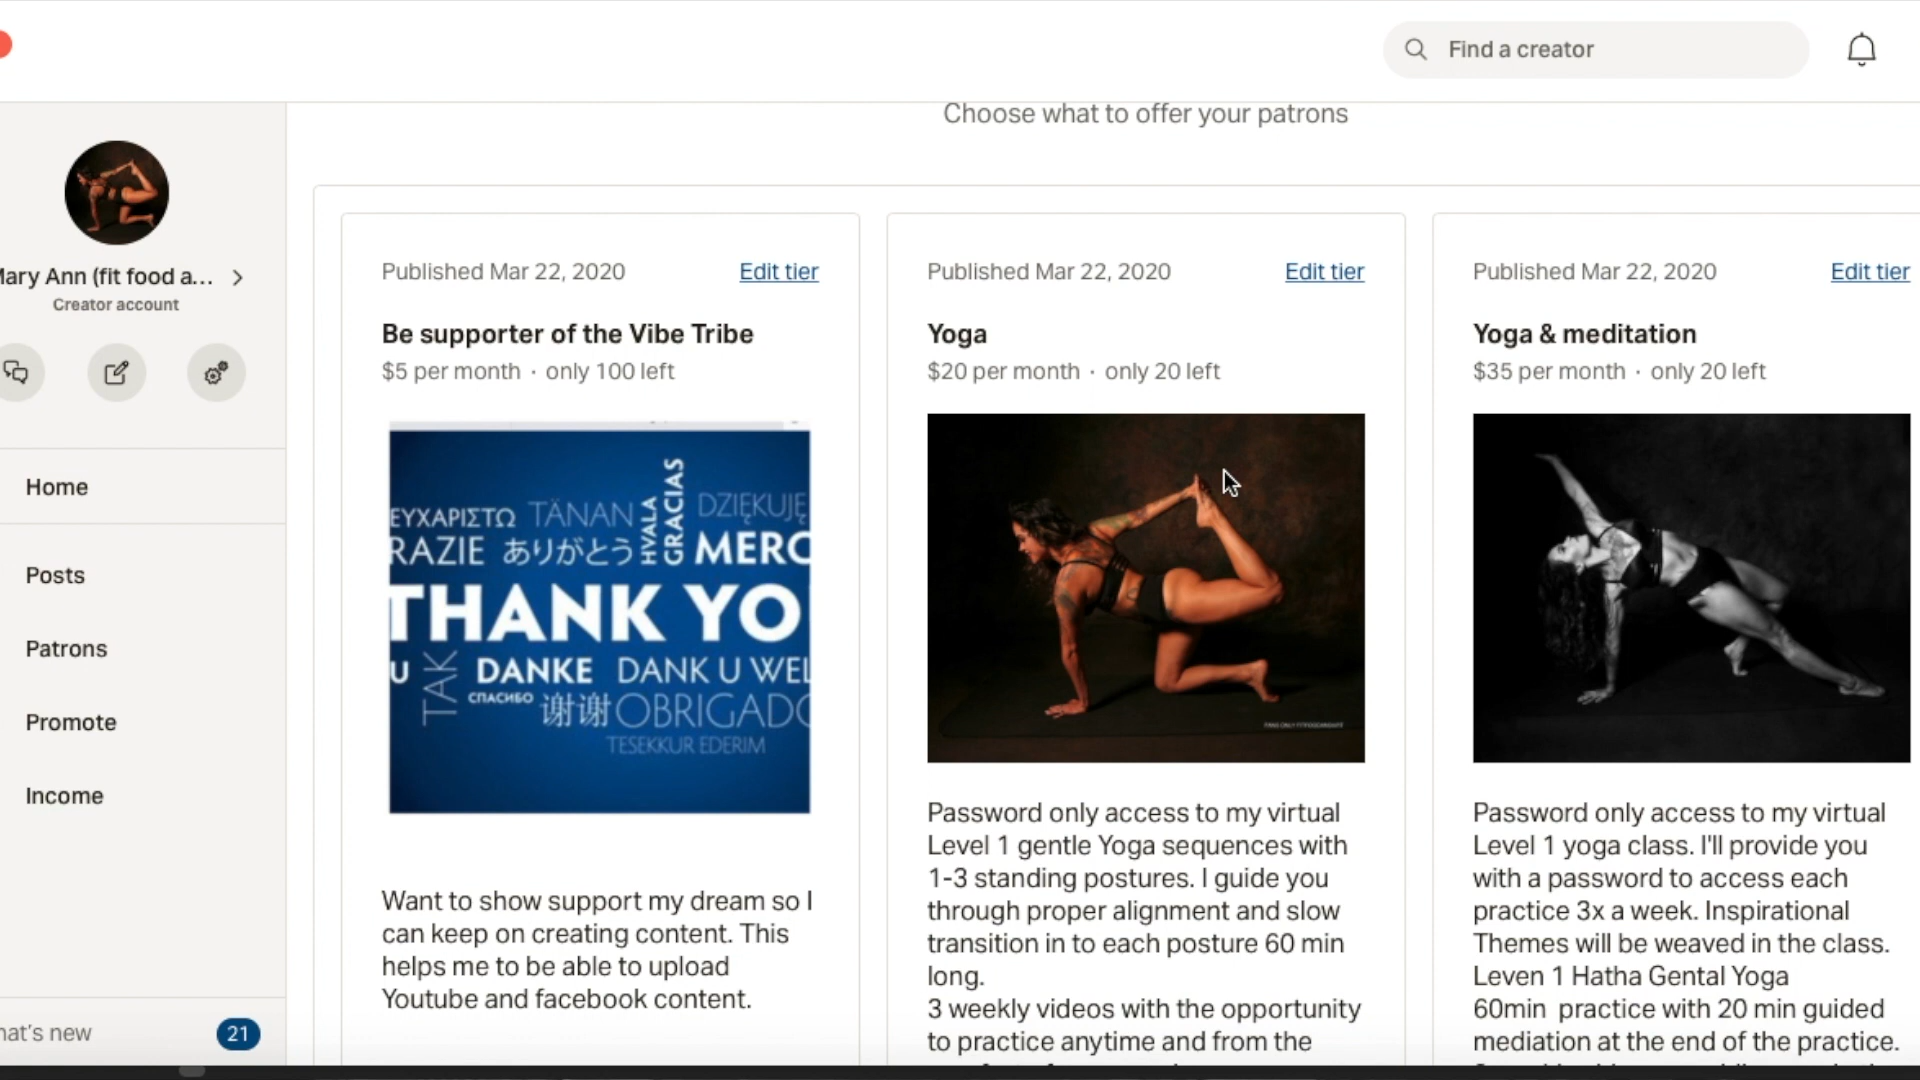 Find a creator
Choose what to offer your patrons
Mary Ann (fit food a...
Creator account
Home
Posts
Patrons
Promote
Income
hat's new
21
Published Mar 22, 2020
Edit tier
Be supporter of the Vibe Tribe
$5 per month · only 100 left
ΕΥΧΑΡΙΣΤΩ TÄNAN HVALA GRACIAS DZIĘKUJĘ
RAZIE ありがとう MERC
THANK YO
U TAK DANKE DANK U WEL
СПАСИБО 谢谢 OBRIGADO
TESEKKUR EDERIM
Want to show support my dream so I
can keep on creating content. This
helps me to be able to upload
Youtube and facebook content.
Published Mar 22, 2020
Edit tier
Yoga
$20 per month · only 20 left
Password only access to my virtual
Level 1 gentle Yoga sequences with
1-3 standing postures. I guide you
through proper alignment and slow
transition in to each posture 60 min
long.
3 weekly videos with the opportunity
to practice anytime and from the
Published Mar 22, 2020
Edit tier
Yoga & meditation
$35 per month · only 20 left
Password only access to my virtual
Level 1 yoga class. I'll provide you
with a password to access each
practice 3x a week. Inspirational
Themes will be weaved in the class.
Leven 1 Hatha Gental Yoga
60min practice with 20 min guided
mediation at the end of the practice.